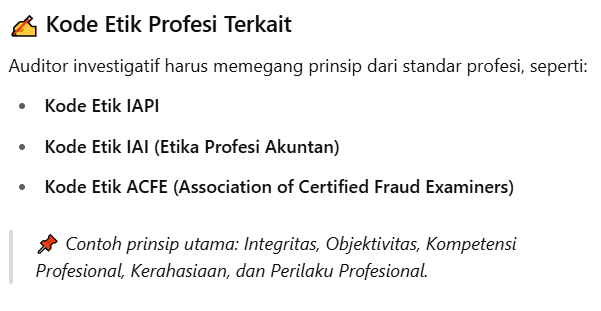 ✍️ Kode Etik Profesi Terkait
Auditor investigatif harus memegang prinsip dari standar profesi, seperti:
• Kode Etik IAPI
• Kode Etik IAI (Etika Profesi Akuntan)
• Kode Etik ACFE (Association of Certified Fraud Examiners)
📌 Contoh prinsip utama: Integritas, Objektivitas, Kompetensi
Profesional, Kerahasiaan, dan Perilaku Profesional.